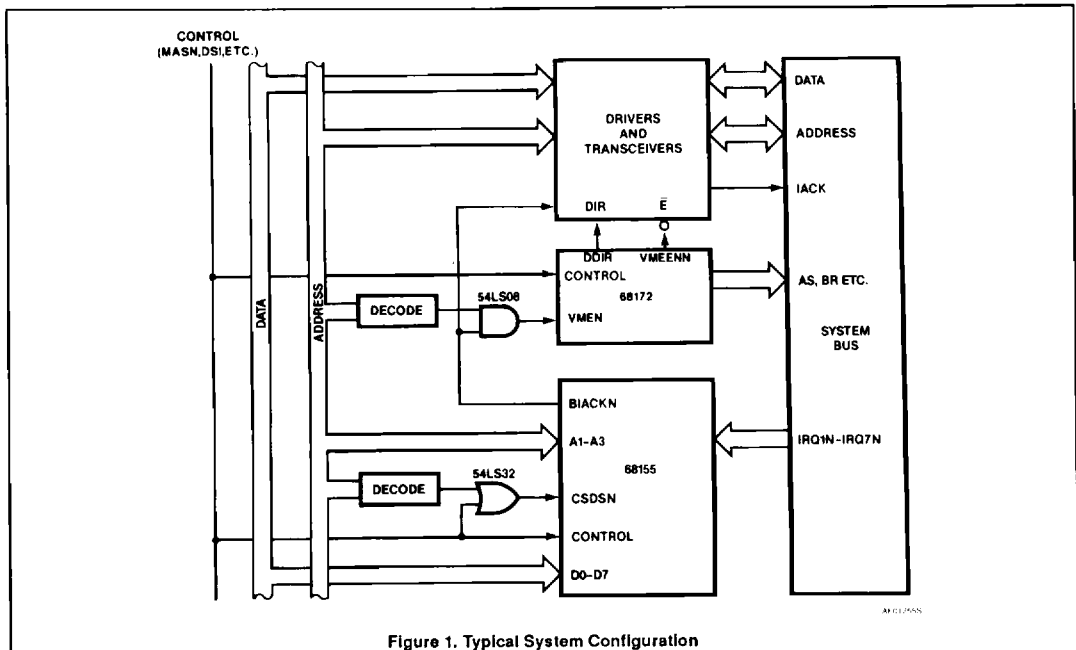 CONTROL
(MASN,DSI,ETC.)
DATA
ADDRESS
DRIVERS
AND
TRANSCEIVERS
DIR
E̅
DATA
ADDRESS
IACK
DDIR
VMEENN
CONTROL
68172
VMEN
DECODE
54LS08
AS, BR ETC.
SYSTEM
BUS
BIACKN
A1–A3
68155
IRQ1N–IRQ7N
DECODE
54LS32
CSDSN
CONTROL
D0–D7
Figure 1. Typical System Configuration